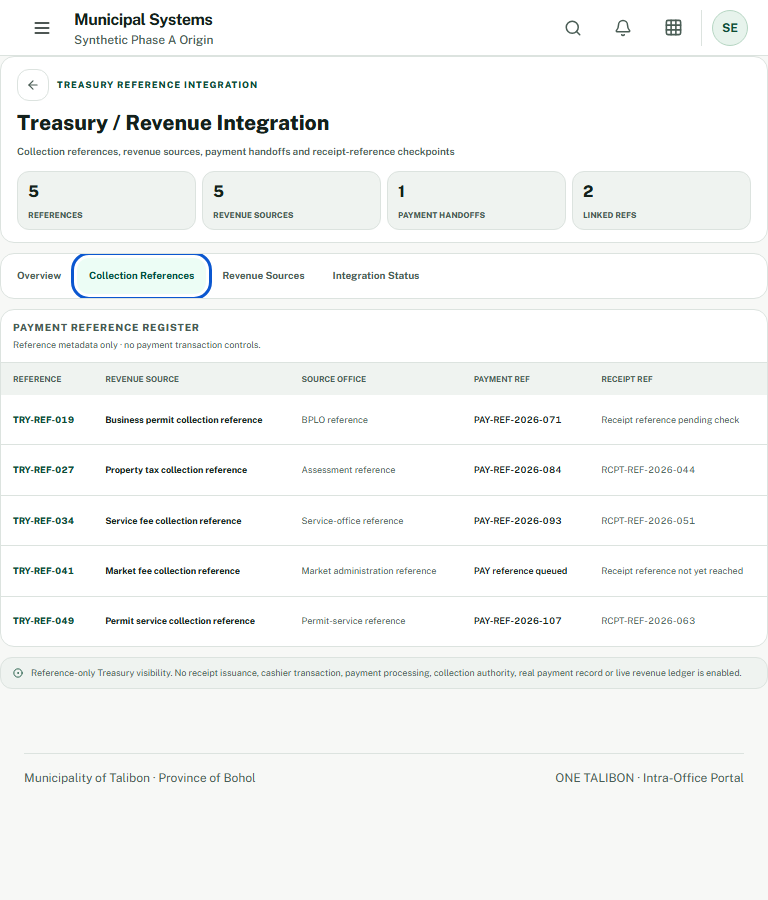 Municipal Systems
Synthetic Phase A Origin
SE
TREASURY REFERENCE INTEGRATION
Treasury / Revenue Integration
Collection references, revenue sources, payment handoffs and receipt-reference checkpoints
5
REFERENCES
5
REVENUE SOURCES
1
PAYMENT HANDOFFS
2
LINKED REFS
Overview Collection References Revenue Sources Integration Status
PAYMENT REFERENCE REGISTER
Reference metadata only · no payment transaction controls.
REFERENCE REVENUE SOURCE SOURCE OFFICE PAYMENT REF RECEIPT REF
TRY-REF-019 Business permit collection reference BPLO reference PAY-REF-2026-071 Receipt reference pending check
TRY-REF-027 Property tax collection reference Assessment reference PAY-REF-2026-084 RCPT-REF-2026-044
TRY-REF-034 Service fee collection reference Service-office reference PAY-REF-2026-093 RCPT-REF-2026-051
TRY-REF-041 Market fee collection reference Market administration reference PAY reference queued Receipt reference not yet reached
TRY-REF-049 Permit service collection reference Permit-service reference PAY-REF-2026-107 RCPT-REF-2026-063
Reference-only Treasury visibility. No receipt issuance, cashier transaction, payment processing, collection authority, real payment record or live revenue ledger is enabled.
Municipality of Talibon · Province of Bohol
ONE TALIBON · Intra-Office Portal